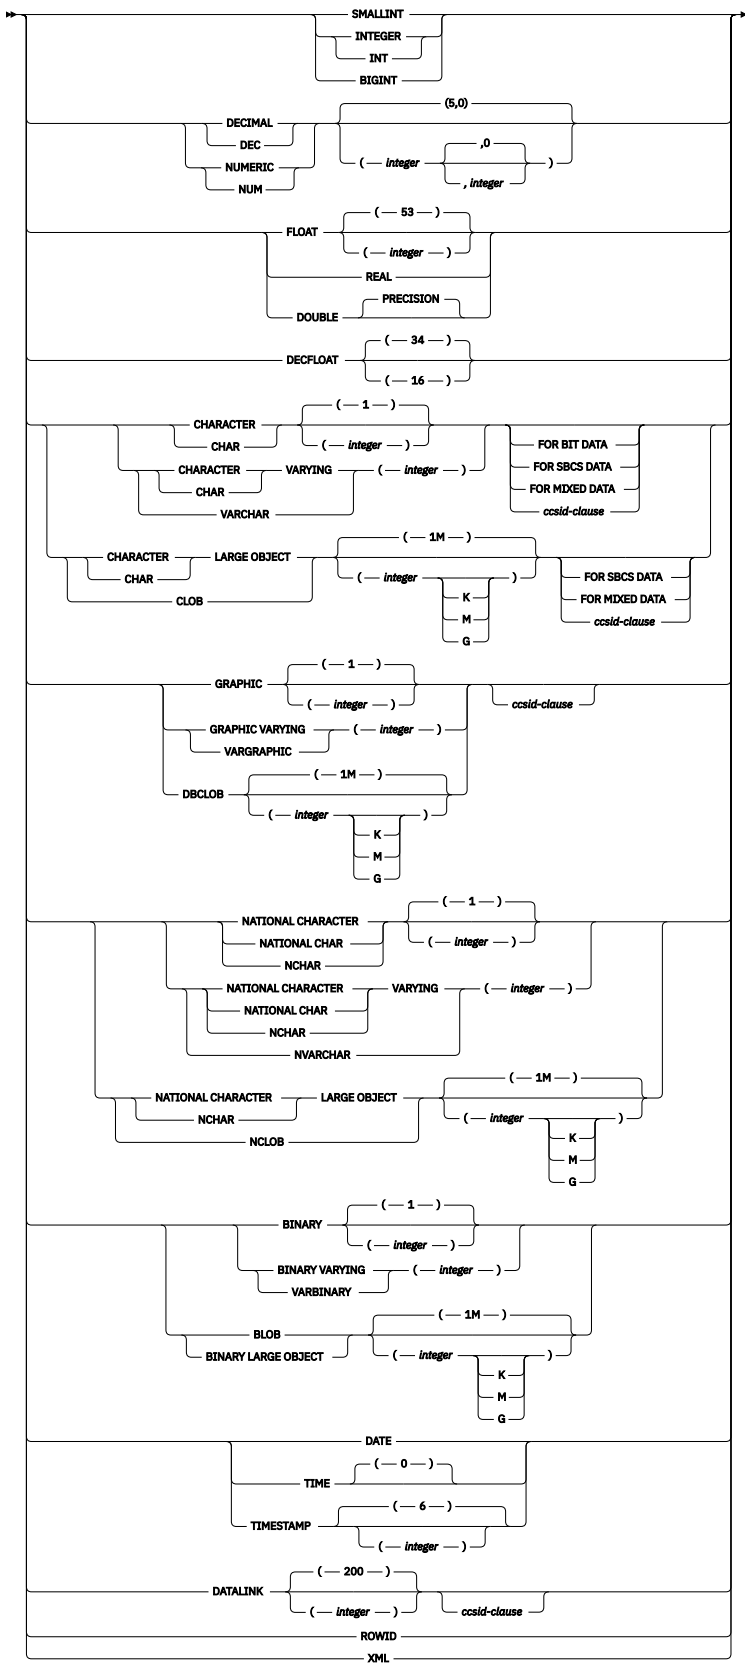 SMALLINT
INTEGER
INT
BIGINT
(5,0)
DECIMAL
DEC
,0
NUMERIC
( integer )
NUM
, integer
( 53 )
FLOAT
( integer )
REAL
PRECISION
DOUBLE
( 34 )
DECFLOAT
( 16 )
( 1 )
CHARACTER
CHAR
( integer )
FOR BIT DATA
CHARACTER VARYING ( integer )
FOR SBCS DATA
CHAR
FOR MIXED DATA
VARCHAR
ccsid-clause
( 1M )
CHARACTER LARGE OBJECT
CHAR
( integer )
FOR SBCS DATA
CLOB
K
FOR MIXED DATA
M
ccsid-clause
G
( 1 )
GRAPHIC
( integer )
ccsid-clause
GRAPHIC VARYING ( integer )
VARGRAPHIC
( 1M )
DBCLOB
( integer )
K
M
G
( 1 )
NATIONAL CHARACTER
NATIONAL CHAR
( integer )
NCHAR
NATIONAL CHARACTER VARYING ( integer )
NATIONAL CHAR
NCHAR
NVARCHAR
( 1M )
NATIONAL CHARACTER LARGE OBJECT
NCHAR
( integer )
NCLOB
K
M
G
( 1 )
BINARY
( integer )
BINARY VARYING ( integer )
VARBINARY
( 1M )
BLOB
BINARY LARGE OBJECT
( integer )
K
M
G
DATE
( 0 )
TIME
( 6 )
TIMESTAMP
( integer )
( 200 )
DATALINK
( integer )
ccsid-clause
ROWID
XML